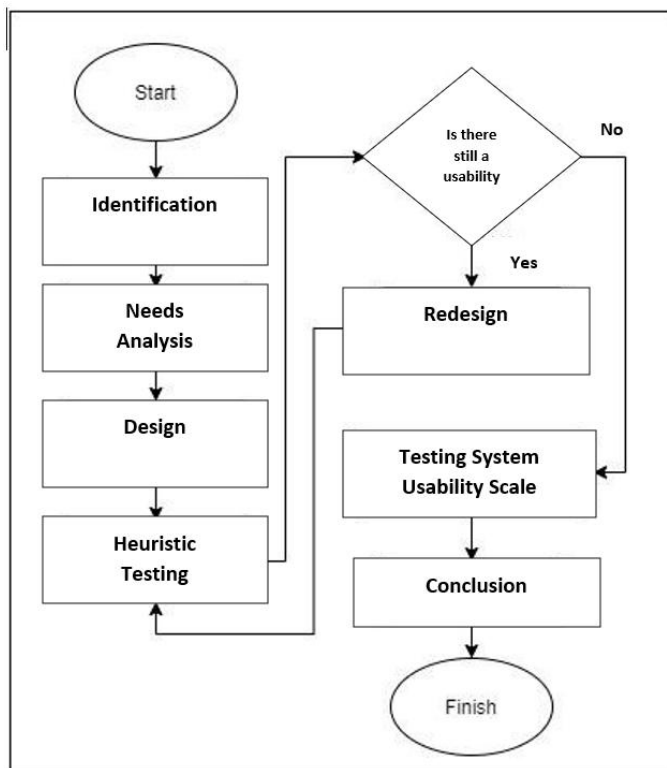 Start
Identification
Needs
Analysis
Design
Heuristic
Testing
Is there
still a
usability
No
Yes
Redesign
Testing System
Usability Scale
Conclusion
Finish